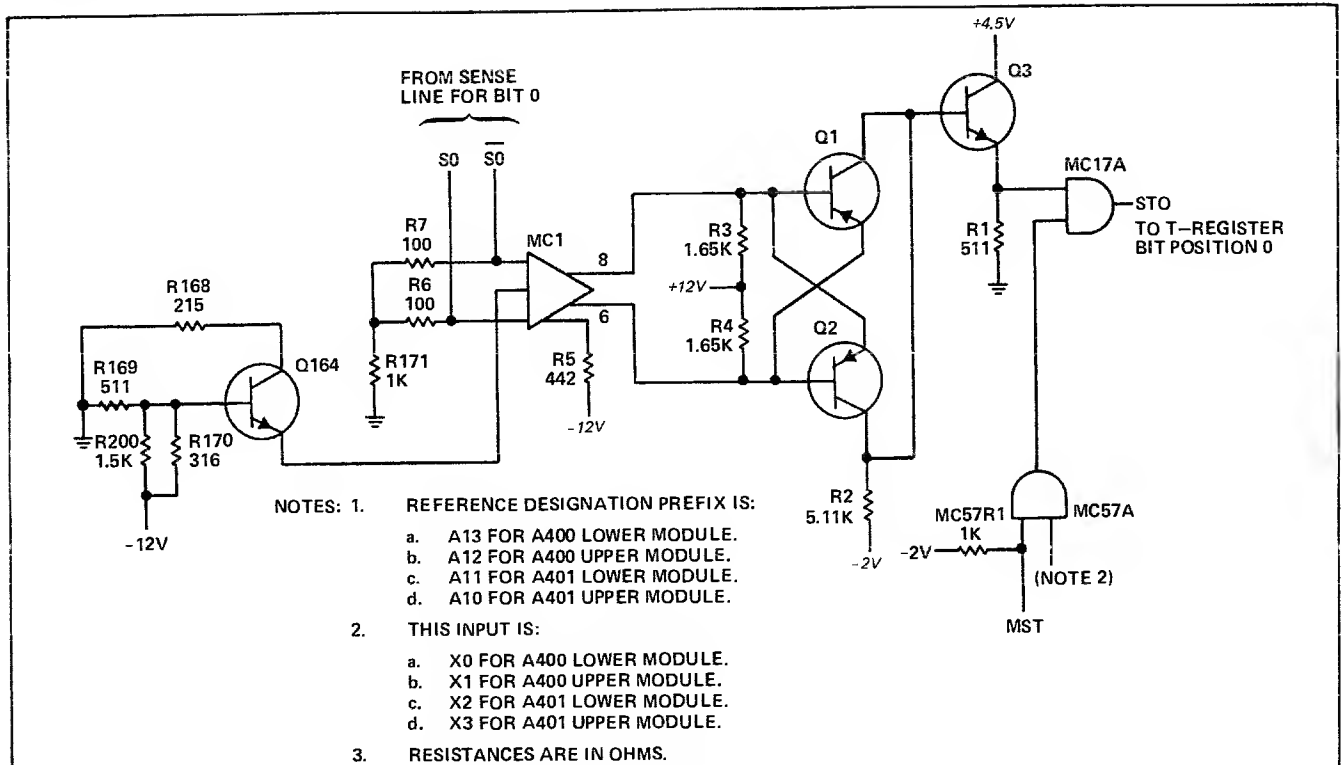 +4.5V
Q3
FROM SENSE
LINE FOR BIT 0
S0
S0
Q1
MC17A
STO
TO T-REGISTER
BIT POSITION 0
R7
100
MC1
8
R3
1.65K
R1
511
R6
100
+12V
R168
215
6
R4
1.65K
Q2
R169
511
Q164
R171
1K
R5
442
-12V
R200
1.5K
R170
316
-12V
R2
5.11K
-2V
MC57R1
1K
-2V
MC57A
(NOTE 2)
MST
NOTES: 1. REFERENCE DESIGNATION PREFIX IS:
a. A13 FOR A400 LOWER MODULE.
b. A12 FOR A400 UPPER MODULE.
c. A11 FOR A401 LOWER MODULE.
d. A10 FOR A401 UPPER MODULE.
2. THIS INPUT IS:
a. X0 FOR A400 LOWER MODULE.
b. X1 FOR A400 UPPER MODULE.
c. X2 FOR A401 LOWER MODULE.
d. X3 FOR A401 UPPER MODULE.
3. RESISTANCES ARE IN OHMS.